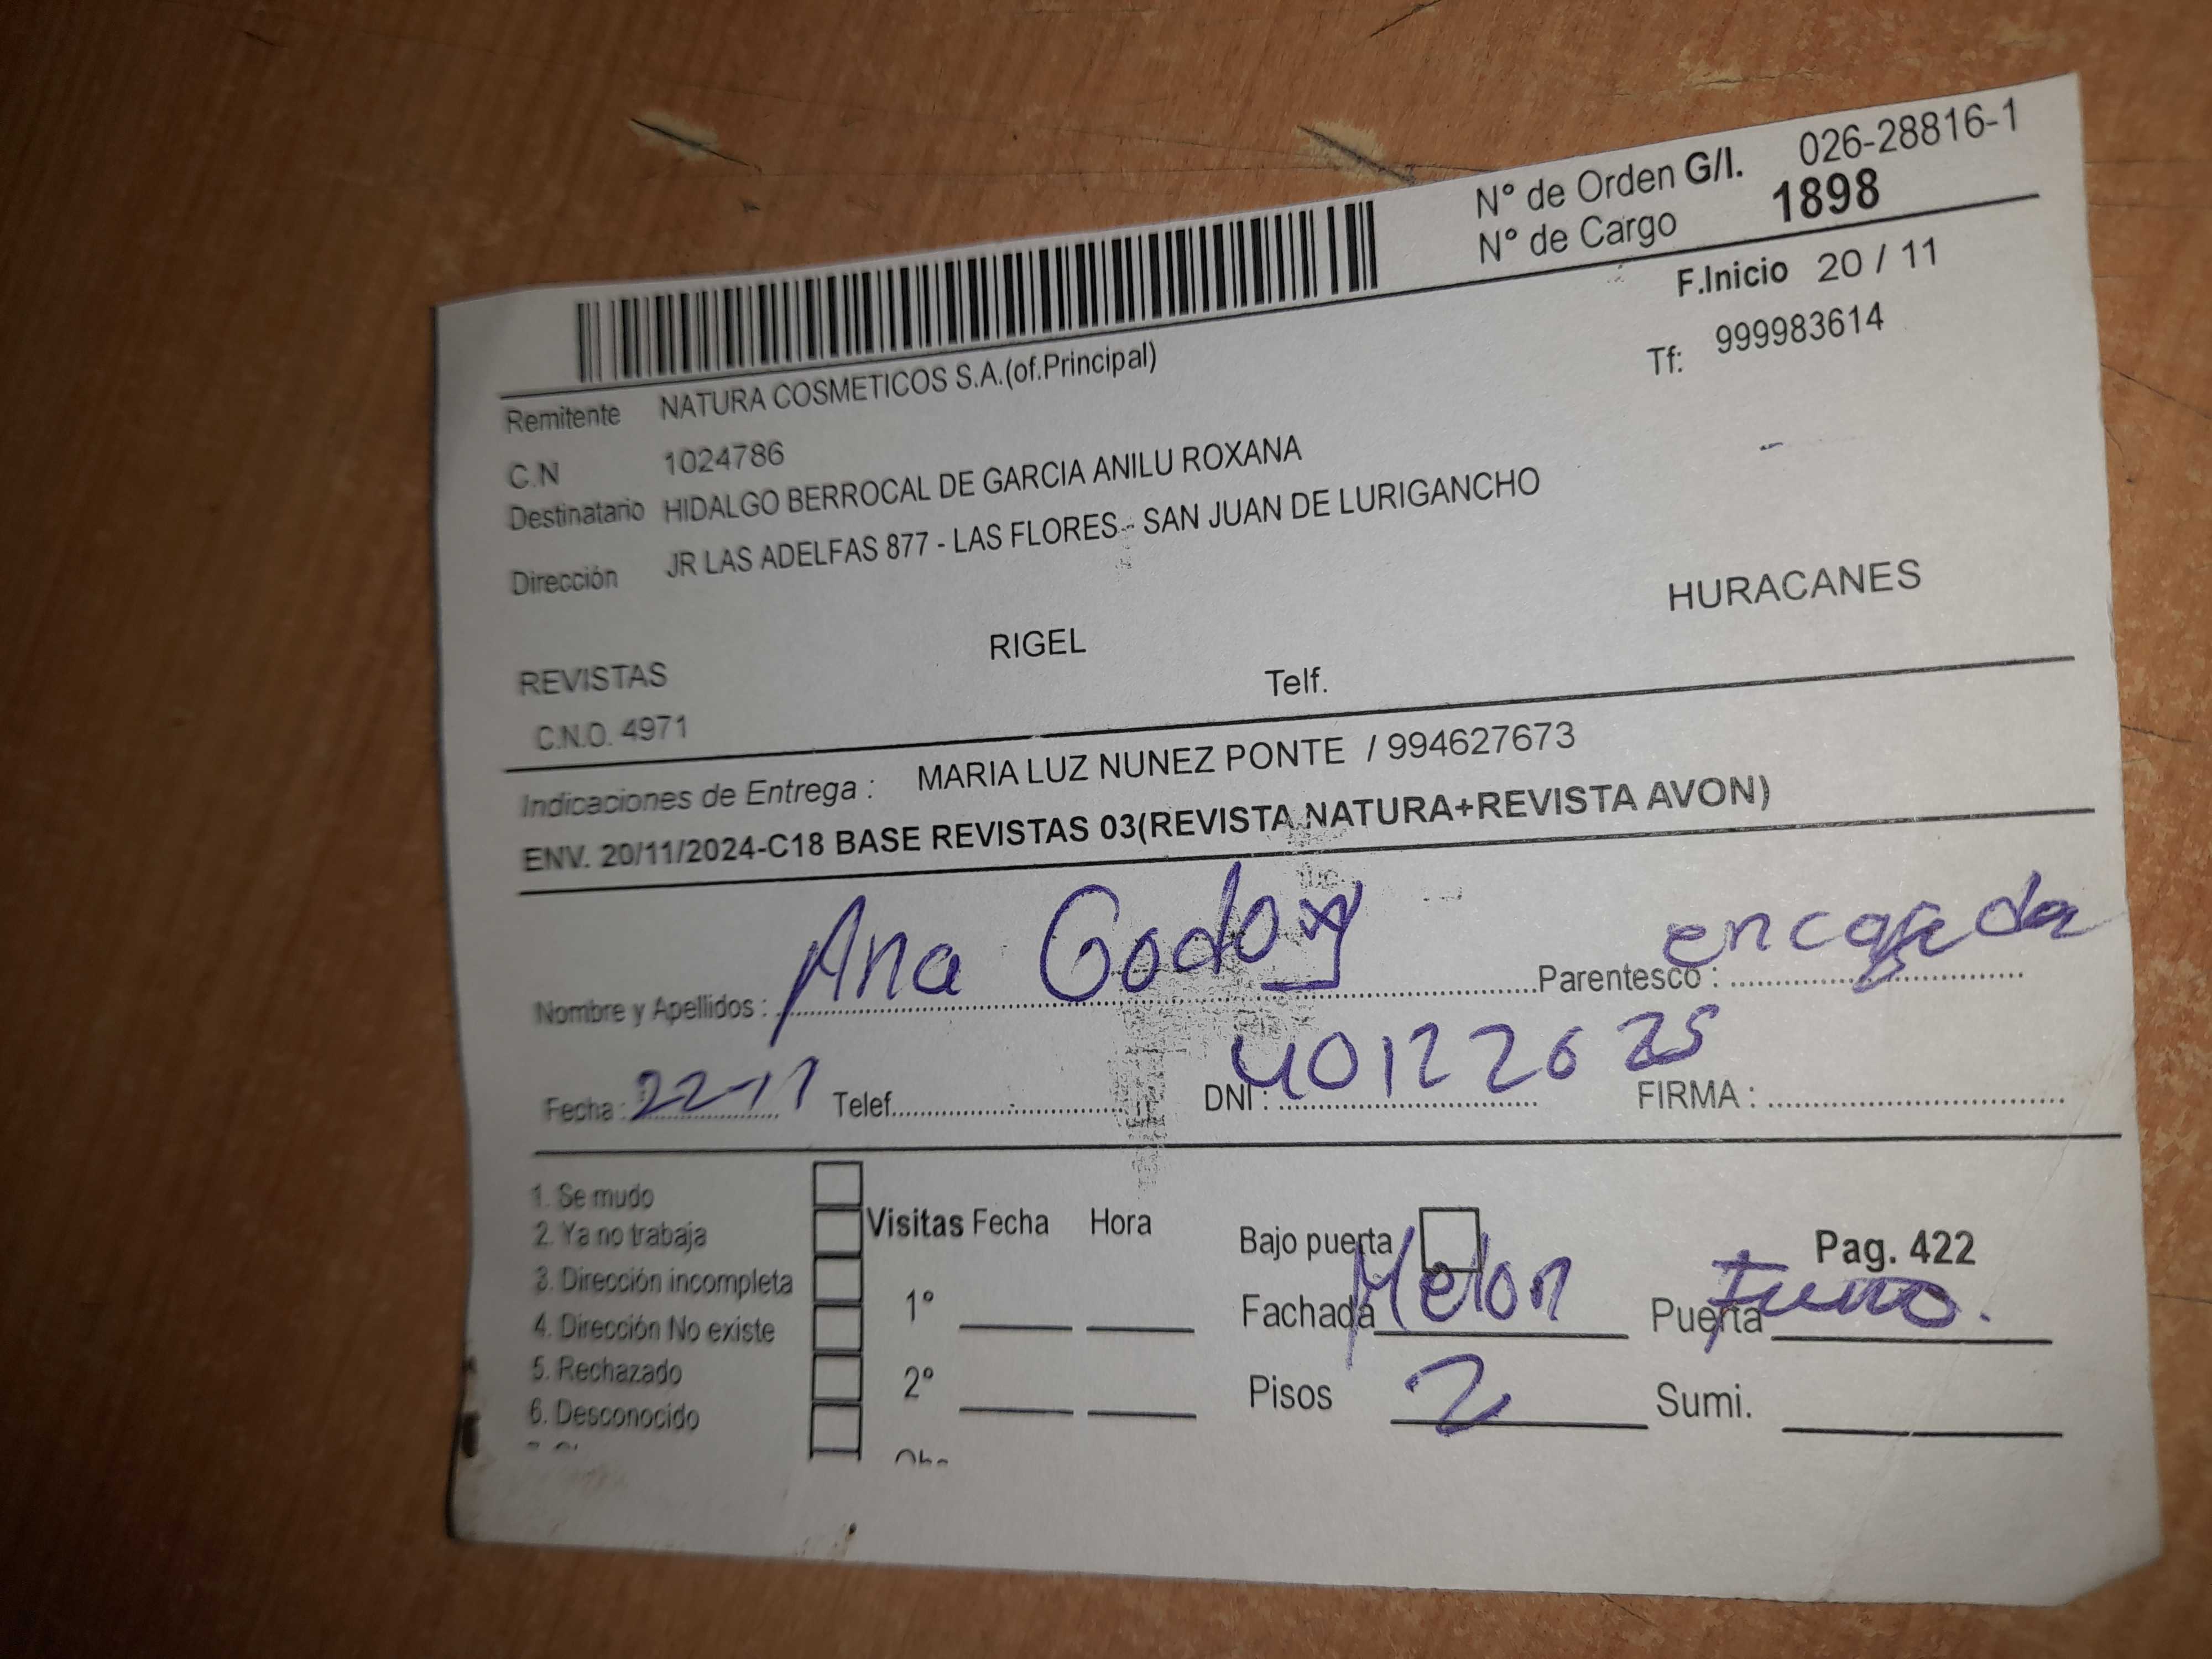 N° de Orden G/I. 026-28816-1
N° de Cargo 1898
F.Inicio 20 / 11
Remitente NATURA COSMETICOS S.A.(of.Principal) Tf: 999983614
C.N 1024786
Destinatario HIDALGO BERROCAL DE GARCIA ANILU ROXANA
Dirección JR LAS ADELFAS 877 - LAS FLORES - SAN JUAN DE LURIGANCHO
REVISTAS RIGEL HURACANES
C.N.O. 4971 Telf.
Indicaciones de Entrega : MARIA LUZ NUNEZ PONTE / 994627673
ENV. 20/11/2024-C18 BASE REVISTAS 03(REVISTA NATURA+REVISTA AVON)
Nombre y Apellidos : Ana Godoy Parentesco :
Fecha : 22-11 Telef. DNI : 40122625 FIRMA :
1. Se mudo
2. Ya no trabaja
3. Dirección incompleta
4. Dirección No existe
5. Rechazado
6. Desconocido
Visitas Fecha Hora
1°
2°
Bajo puerta Pag. 422
Fachada Melon Puerta
Pisos 2 Sumi.